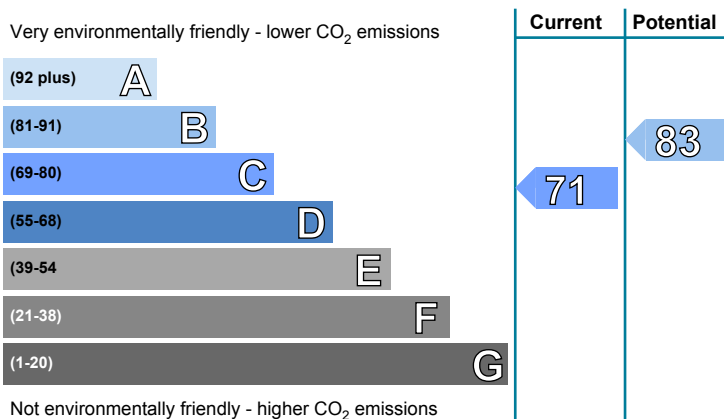 Current Potential
Very environmentally friendly - lower CO₂ emissions
(92 plus) A
(81-91) B
83
(69-80) C
71
(55-68) D
(39-54 E
(21-38) F
(1-20) G
Not environmentally friendly - higher CO₂ emissions